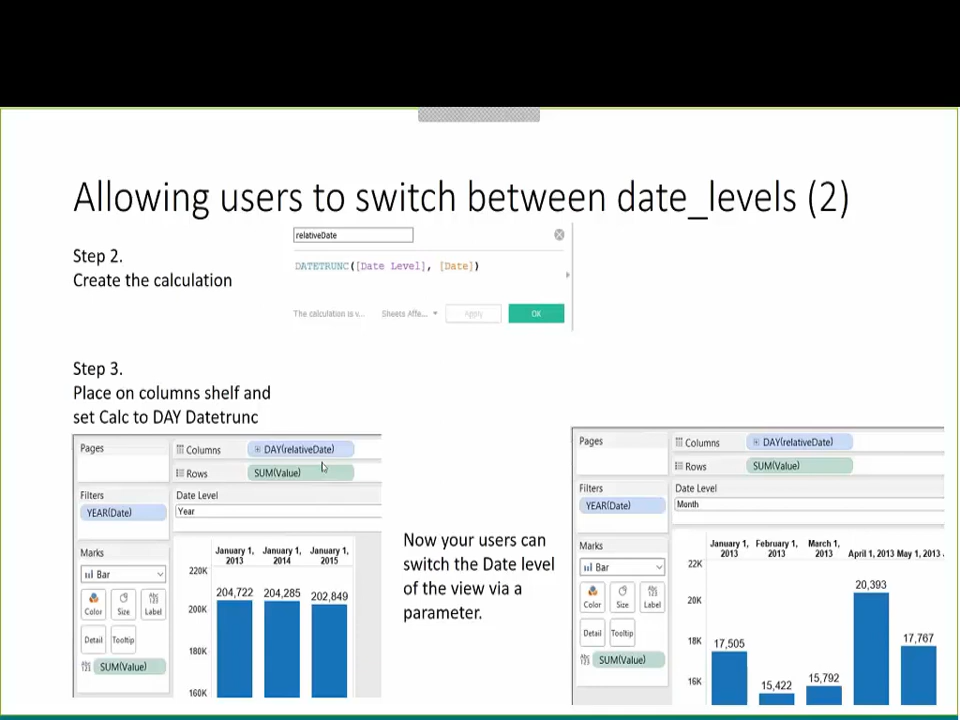 Allowing users to switch between date_levels (2)
Step 2.
Create the calculation
relativeDate
DATETRUNC([Date Level], [Date])
The calculation is v... Sheets Affe... Apply OK
Step 3.
Place on columns shelf and
set Calc to DAY Datetrunc
Pages
Columns DAY(relativeDate)
Rows SUM(Value)
Filters
YEAR(Date)
Date Level
Year
Marks
Bar
Color Size Label
Detail Tooltip
SUM(Value)
January 1, January 1, January 1,
2013 2014 2015
220K
204,722 204,285 202,849
200K
180K
160K
Now your users can
switch the Date level
of the view via a
parameter.
Pages
Columns DAY(relativeDate)
Rows SUM(Value)
Filters
YEAR(Date)
Date Level
Month
Marks
Bar
Color Size Label
Detail Tooltip
SUM(Value)
January 1, February 1, March 1,
2013 2013 2013 April 1, 2013 May 1, 2013
22K
20,393
20K
18K
17,505 17,767
16K
15,422 15,792